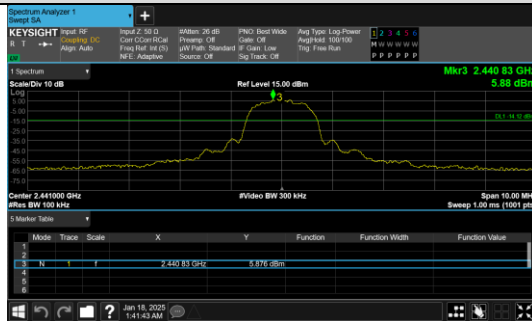 Spectrum Analyzer 1
Swept SA
KEYSIGHT Input: RF Input Z: 50 Ω #Atten: 26 dB PNO: Best Wide Avg Type: Log-Power 1 2 3 4 5 6
R T Coupling: DC Corr CCorr RCal Preamp: Off Gate: Off Avg|Hold: 100/100 M W W W W W
Align: Auto Freq Ref: Int (S) µW Path: Standard IF Gain: Low Trig: Free Run
NFE: Adaptive Source: Off Sig Track: Off P P P P P P
1 Spectrum Mkr3 2.440 83 GHz
Scale/Div 10 dB Ref Level 15.00 dBm 5.88 dBm
Log
5.00
3
-5.00
-15.0
-25.0
-35.0
-45.0
-55.0
-65.0
-75.0
Center 2.441000 GHz #Video BW 300 kHz Span 10.00 MH
#Res BW 100 kHz Sweep 1.00 ms (1001 pts
5 Marker Table
Mode Trace Scale X Y Function Function Width Function Value
1
2
3 N 1 f 2.440 83 GHz 5.876 dBm
4
5
6
? Jan 18, 2025
1:41:43 AM